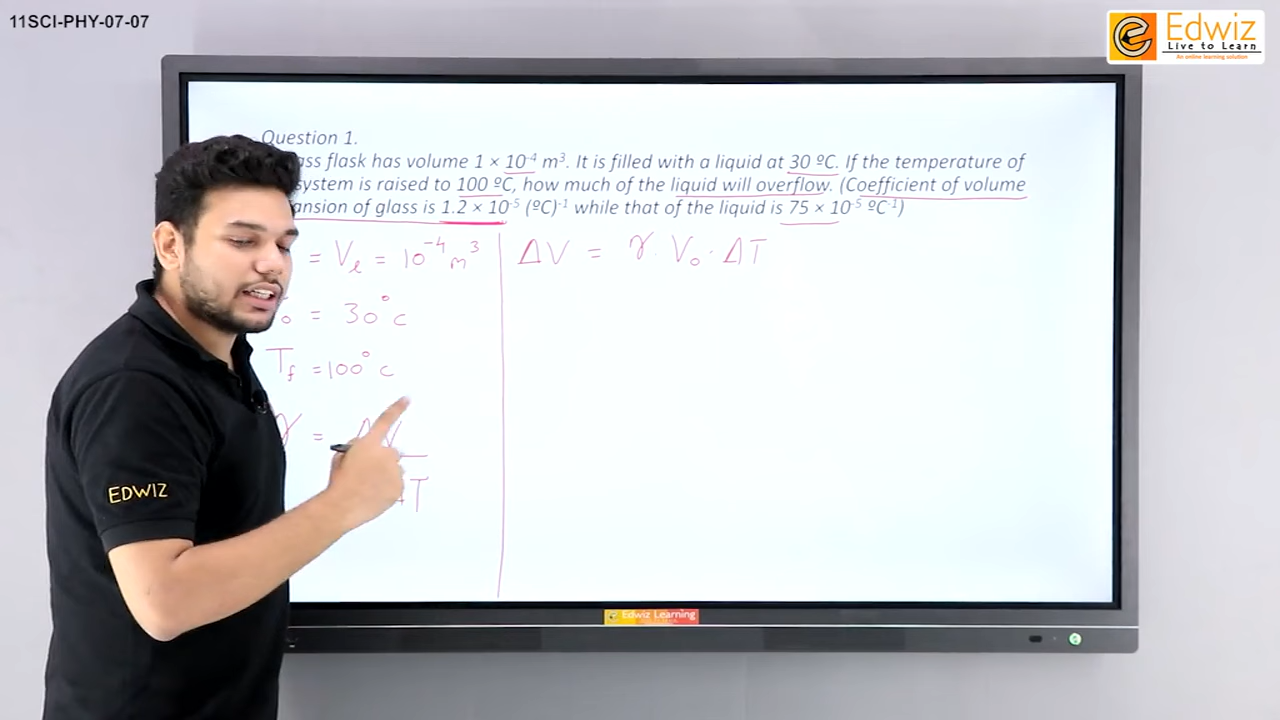 11SCI-PHY-07-07
Edwiz
Live to Learn
An online learning solution
Question 1.
flask has volume 1 × 10⁻⁴ m³. It is filled with a liquid at 30 ºC. If the temperature of
system is raised to 100 ºC, how much of the liquid will overflow. (Coefficient of volume
of glass is 1.2 × 10⁻⁵ (ºC)⁻¹ while that of the liquid is 75 × 10⁻⁵ ºC⁻¹)
= Vₗ = 10⁻⁴ m³
ΔV = γ · V₀ · ΔT
₀ = 30°c
T_f = 100°c
γ = ΔV
ΔT
EDWIZ
Edwiz Learning